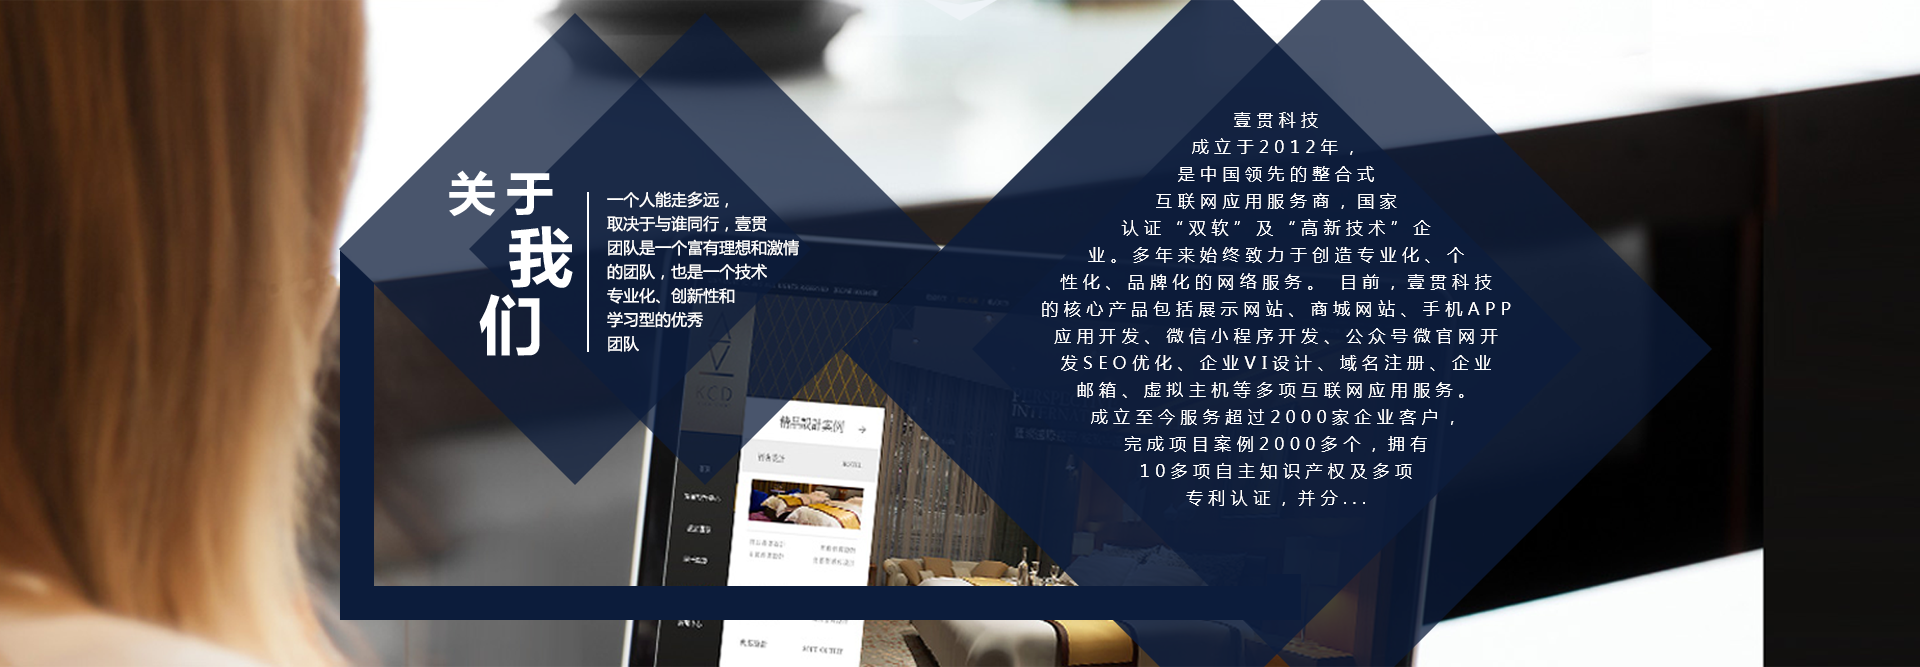 关于
我
们
一个人能走多远，
取决于与谁同行，壹贯
团队是一个富有理想和激情
的团队，也是一个技术
专业化、创新性和
学习型的优秀
团队
壹贯科技
成立于2012年，
是中国领先的整合式
互联网应用服务商，国家
认证“双软”及“高新技术”企
业。多年来始终致力于创造专业化、个
性化、品牌化的网络服务。 目前，壹贯科技
的核心产品包括展示网站、商城网站、手机APP
应用开发、微信小程序开发、公众号微官网开
发SEO优化、企业VI设计、域名注册、企业
邮箱、虚拟主机等多项互联网应用服务。
成立至今服务超过2000家企业客户，
完成项目案例2000多个，拥有
10多项自主知识产权及多项
专利认证，并分...
KCD
精品設計案例
HOTEL